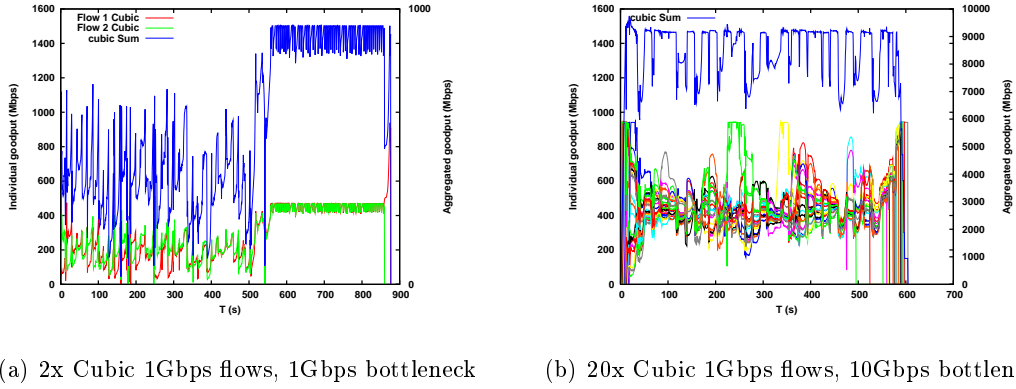 Flow 1 Cubic
Flow 2 Cubic
cubic Sum
1600
1400
1200
1000
800
600
400
200
0
Individual goodput (Mbps)
1000
0
Aggregated goodput (Mbps)
0 100 200 300 400 500 600 700 800 900
T (s)
cubic Sum
1600
1400
1200
1000
800
600
400
200
0
Individual goodput (Mbps)
10000
9000
8000
7000
6000
5000
4000
3000
2000
1000
0
Aggregated goodput (Mbps)
0 100 200 300 400 500 600 700
T (s)
(a) 2x Cubic 1Gbps flows, 1Gbps bottleneck
(b) 20x Cubic 1Gbps flows, 10Gbps bottlen